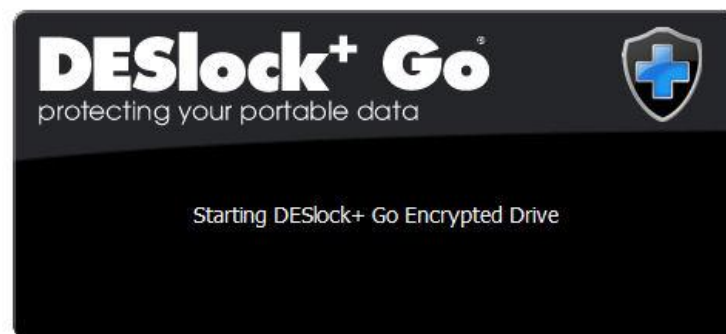 DESlock+ Go®
protecting your portable data
Starting DESlock+ Go Encrypted Drive